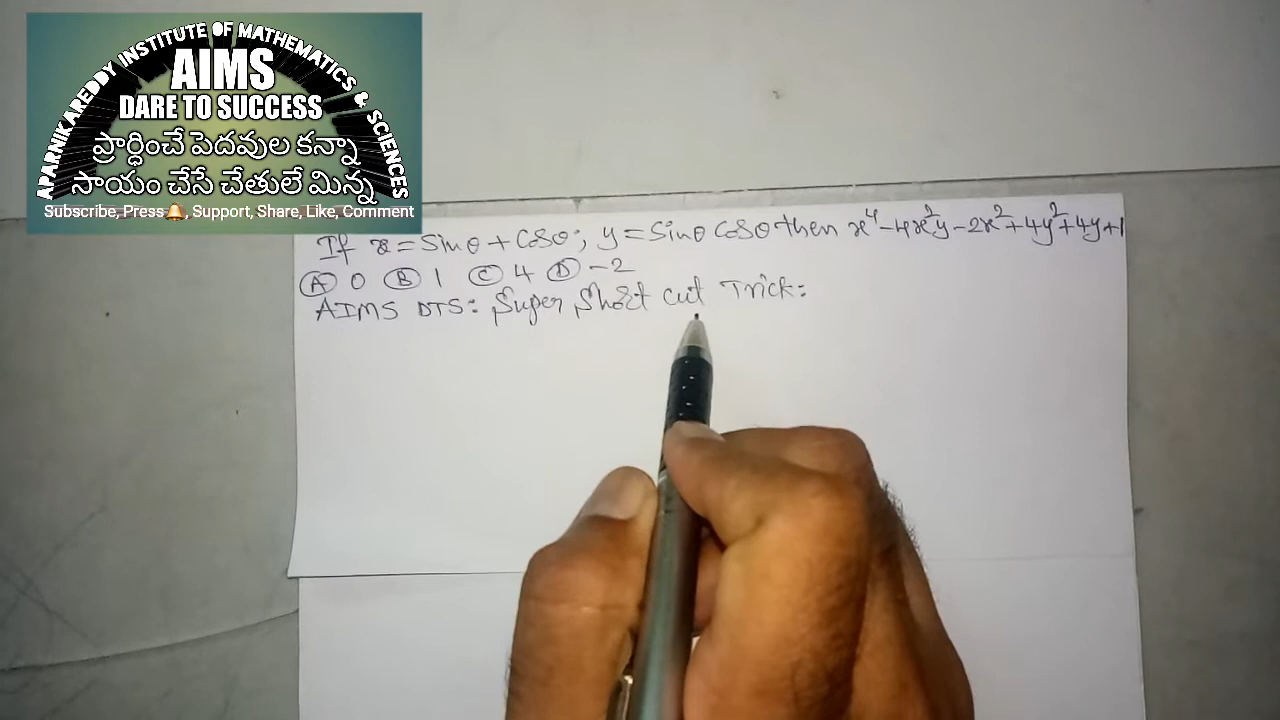 APARNIKAREDDY INSTITUTE OF MATHEMATICS & SCIENCES
AIMS
DARE TO SUCCESS
ప్రార్ధించే పెదవుల కన్నా
సాయం చేసే చేతులే మిన్న
Subscribe, Press🔔, Support, Share, Like, Comment
If x = Sinθ + Cosθ; y = Sinθ Cosθ then x⁴-4x²y-2x²+4y²+4y+1
(A) 0 (B) 1 (C) 4 (D) -2
AIMS DTS: Super Short cut Trick: